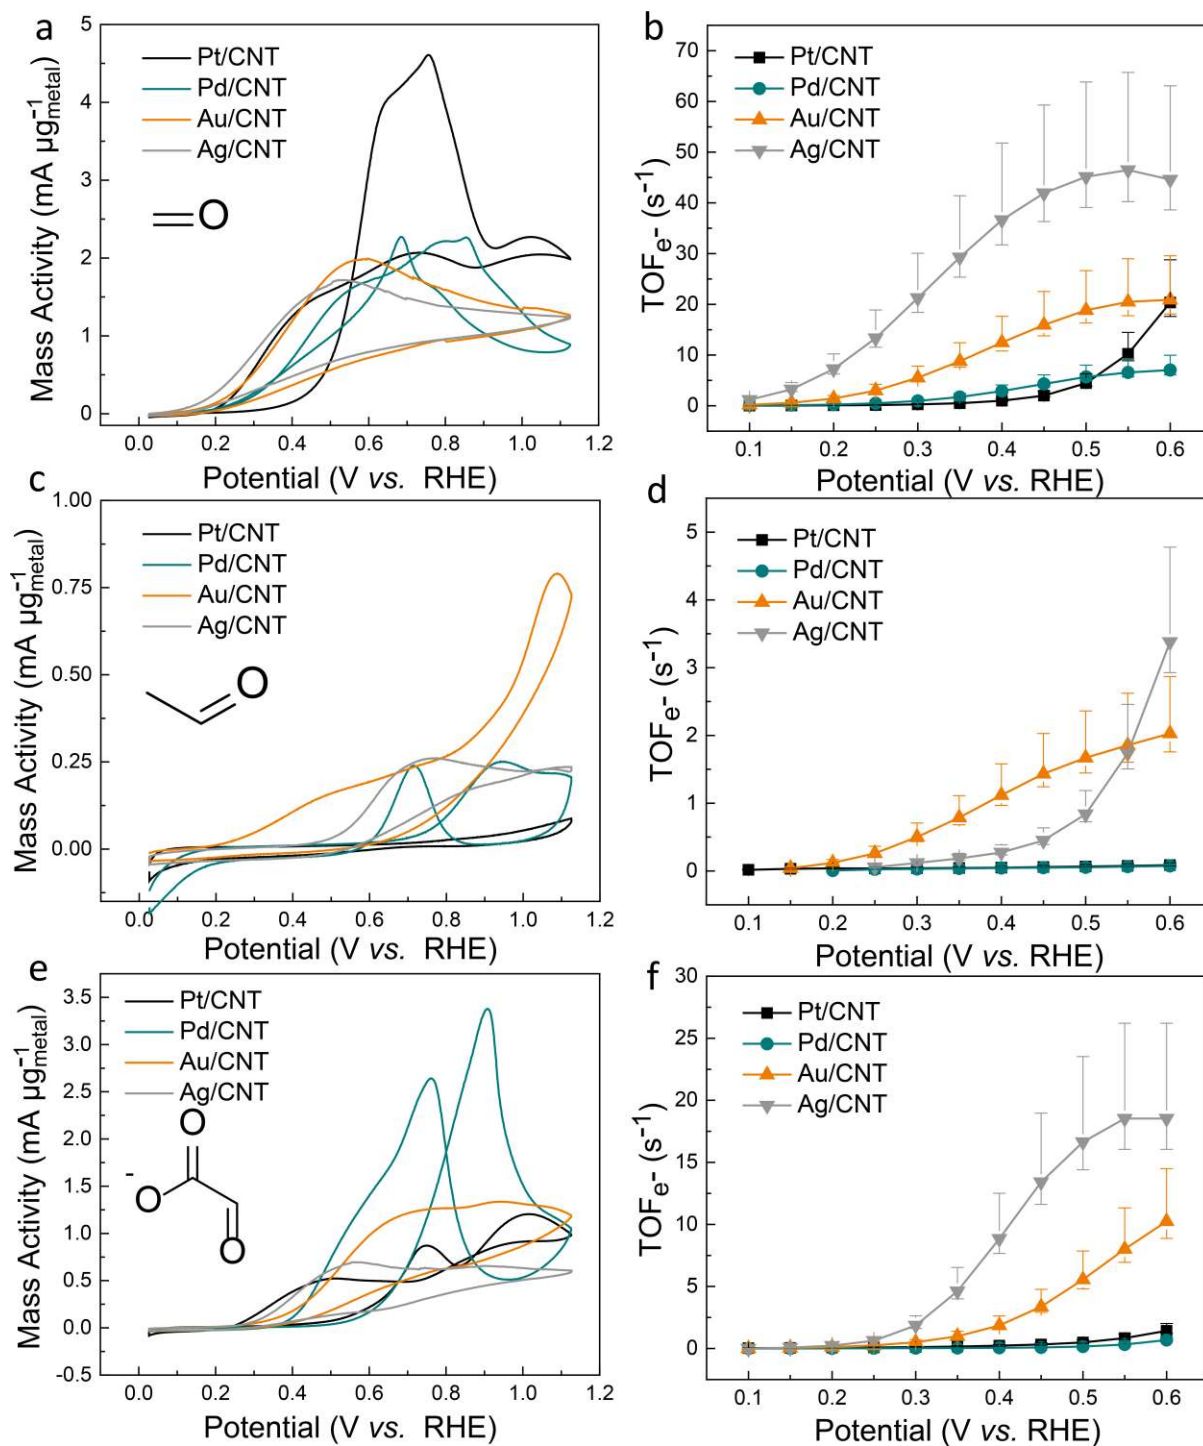 a
5
4
3
2
1
0
Mass Activity (mA µg⁻¹metal)
Pt/CNT
Pd/CNT
Au/CNT
Ag/CNT
O
0.0 0.2 0.4 0.6 0.8 1.0 1.2
Potential (V vs. RHE)
b
70
60
50
40
30
20
10
0
TOFe- (s⁻¹)
Pt/CNT
Pd/CNT
Au/CNT
Ag/CNT
0.1 0.2 0.3 0.4 0.5 0.6
Potential (V vs. RHE)
c
1.00
0.75
0.50
0.25
0.00
Mass Activity (mA µg⁻¹metal)
Pt/CNT
Pd/CNT
Au/CNT
Ag/CNT
O
0.0 0.2 0.4 0.6 0.8 1.0 1.2
Potential (V vs. RHE)
d
5
4
3
2
1
0
TOFe- (s⁻¹)
Pt/CNT
Pd/CNT
Au/CNT
Ag/CNT
0.1 0.2 0.3 0.4 0.5 0.6
Potential (V vs. RHE)
e
3.5
3.0
2.5
2.0
1.5
1.0
0.5
0.0
-0.5
Mass Activity (mA µg⁻¹metal)
Pt/CNT
Pd/CNT
Au/CNT
Ag/CNT
O
-
O
O
0.0 0.2 0.4 0.6 0.8 1.0 1.2
Potential (V vs. RHE)
f
30
25
20
15
10
5
0
TOFe- (s⁻¹)
Pt/CNT
Pd/CNT
Au/CNT
Ag/CNT
0.1 0.2 0.3 0.4 0.5 0.6
Potential (V vs. RHE)